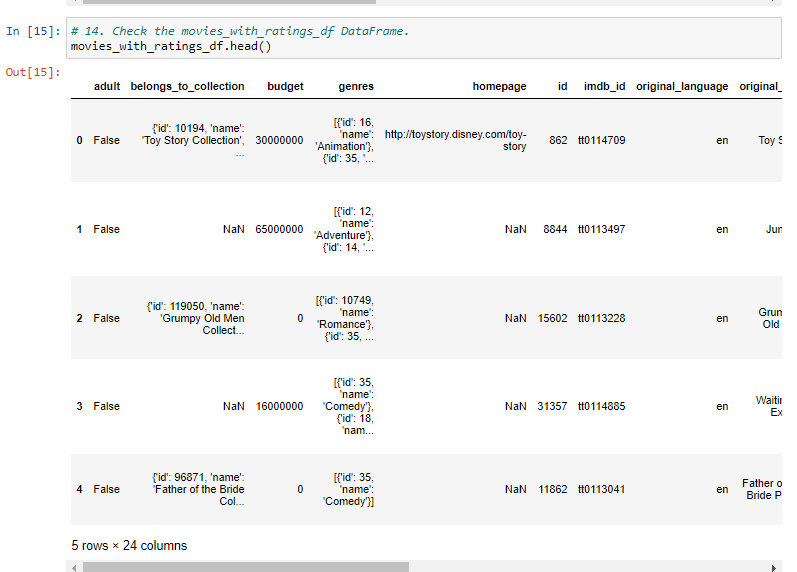 In [15]: # 14. Check the movies_with_ratings_df DataFrame.
movies_with_ratings_df.head()
Out[15]:
adult belongs_to_collection budget genres homepage id imdb_id original_language original_
0 False {'id': 10194, 'name': 'Toy Story Collection', ... 30000000 [{'id': 16, 'name': 'Animation'}, {'id': 35, '... http://toystory.disney.com/toy-story 862 tt0114709 en Toy S
1 False NaN 65000000 [{'id': 12, 'name': 'Adventure'}, {'id': 14, '... NaN 8844 tt0113497 en Jun
2 False {'id': 119050, 'name': 'Grumpy Old Men Collect... 0 [{'id': 10749, 'name': 'Romance'}, {'id': 35, ... NaN 15602 tt0113228 en Grum Old
3 False NaN 16000000 [{'id': 35, 'name': 'Comedy'}, {'id': 18, 'nam... NaN 31357 tt0114885 en Waitin Ex
4 False {'id': 96871, 'name': 'Father of the Bride Col... 0 [{'id': 35, 'name': 'Comedy'}] NaN 11862 tt0113041 en Father o Bride P
5 rows × 24 columns